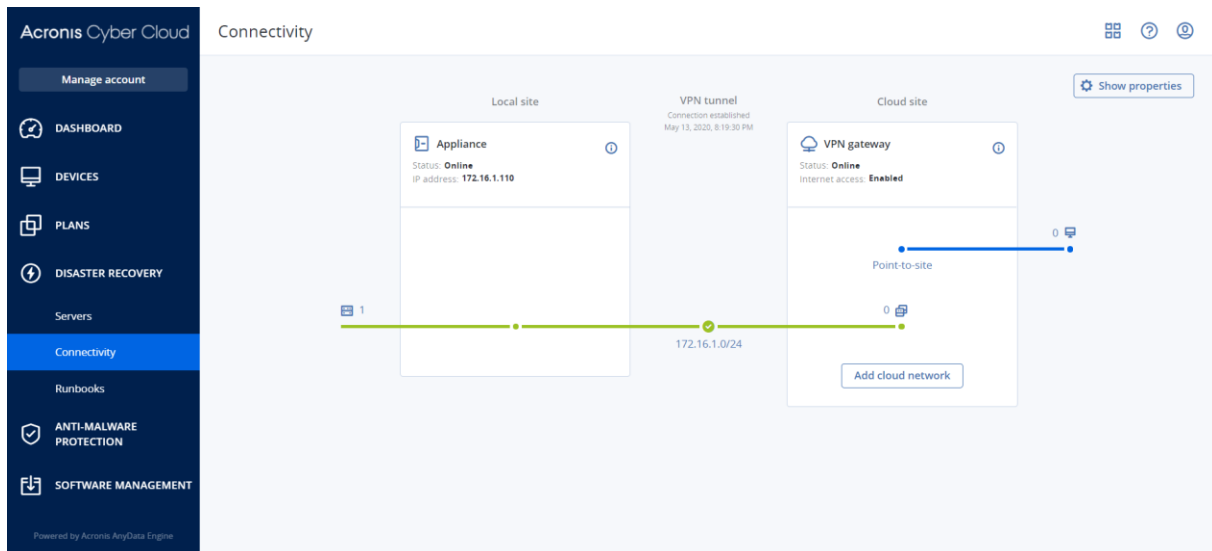 Acronis Cyber Cloud
Manage account
DASHBOARD
DEVICES
PLANS
DISASTER RECOVERY
Servers
Connectivity
Runbooks
ANTI-MALWARE
PROTECTION
SOFTWARE MANAGEMENT
Powered by Acronis AnyData Engine
Connectivity
Show properties
Local site
VPN tunnel
Connection established
May 13, 2020, 8:19:30 PM
Cloud site
Appliance
Status: Online
IP address: 172.16.1.110
VPN gateway
Status: Online
Internet access: Enabled
0
Point-to-site
1
0
172.16.1.0/24
Add cloud network